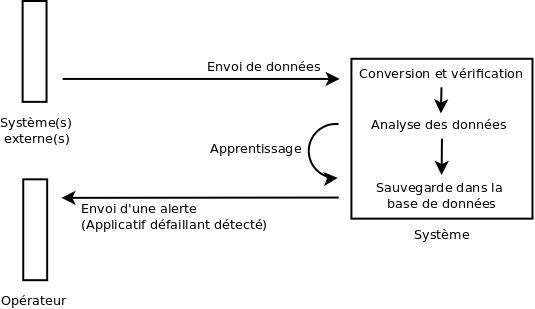 Envoi de données
Conversion et vérification
Système(s)
externe(s)
Analyse des données
Apprentissage
Sauvegarde dans la
base de données
Envoi d'une alerte
(Applicatif défaillant détecté)
Système
Opérateur